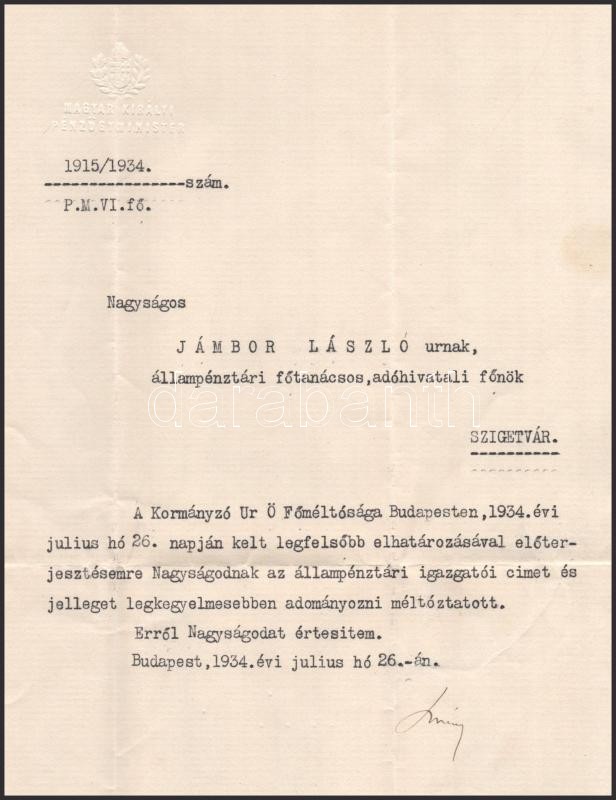 MAGYAR KIRÁLYI
PÉNZÜGYMINISTER
1915/1934.
szám.
P.M.VI.fő.
Nagyságos
JÁMBOR LÁSZLÓ urnak,
állampénztári főtanácsos,adóhivatali főnök
darabanth
SZIGETVÁR.
A Kormányzó Ur Ő Főméltósága Budapesten,1934.évi
julius hó 26. napján kelt legfelsőbb elhatározásával előter-
jesztésemre Nagyságodnak az állampénztári igazgatói cimet és
jelleget legkegyelmesebben adományozni méltóztatott.
Erről Nagyságodat értesitem.
Budapest,1934.évi julius hó 26.-án.